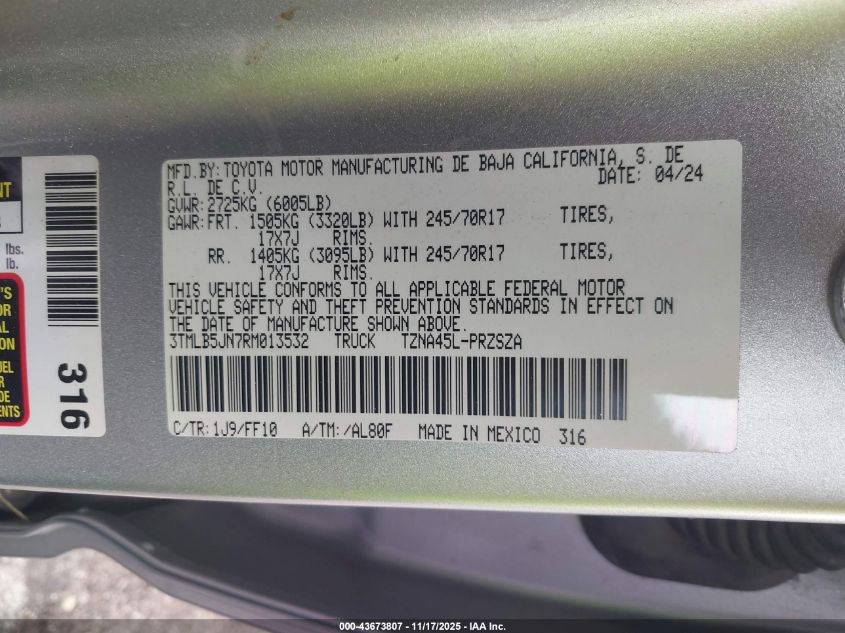 MFD.BY:TOYOTA MOTOR MANUFACTURING DE BAJA CALIFORNIA, S. DE
R.L. DE C.V. DATE: 04/24
GVWR:2725KG (6005LB)
GAWR:FRT. 1505KG (3320LB) WITH 245/70R17 TIRES,
17X7J RIMS.
RR. 1405KG (3095LB) WITH 245/70R17 TIRES,
17X7J RIMS.
THIS VEHICLE CONFORMS TO ALL APPLICABLE FEDERAL MOTOR
VEHICLE SAFETY AND THEFT PREVENTION STANDARDS IN EFFECT ON
THE DATE OF MANUFACTURE SHOWN ABOVE.
3TMLB5JN7RM013532 TRUCK TZNA45L-PRZSZA
C/TR:1J9/FF10 A/TM:/AL80F MADE IN MEXICO 316
lbs.
lb.
316
000-43673807 - 11/17/2025 - IAA Inc.